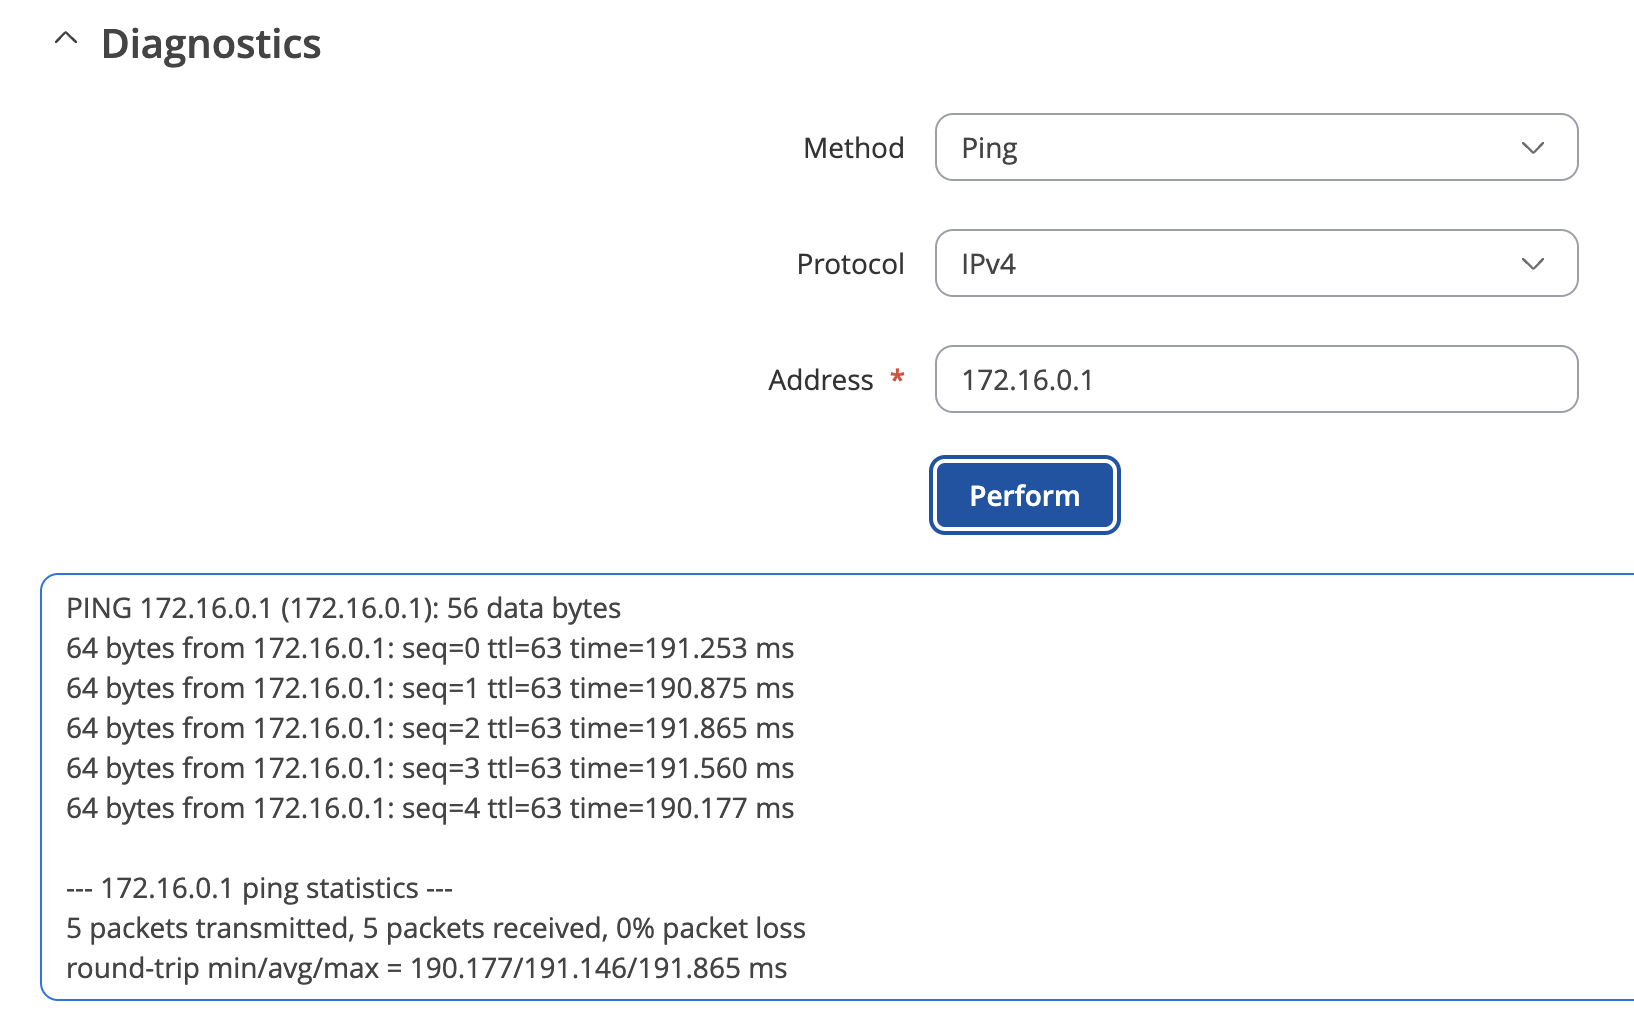 Diagnostics
Method Ping
Protocol IPv4
Address * 172.16.0.1
Perform
PING 172.16.0.1 (172.16.0.1): 56 data bytes
64 bytes from 172.16.0.1: seq=0 ttl=63 time=191.253 ms
64 bytes from 172.16.0.1: seq=1 ttl=63 time=190.875 ms
64 bytes from 172.16.0.1: seq=2 ttl=63 time=191.865 ms
64 bytes from 172.16.0.1: seq=3 ttl=63 time=191.560 ms
64 bytes from 172.16.0.1: seq=4 ttl=63 time=190.177 ms
--- 172.16.0.1 ping statistics ---
5 packets transmitted, 5 packets received, 0% packet loss
round-trip min/avg/max = 190.177/191.146/191.865 ms